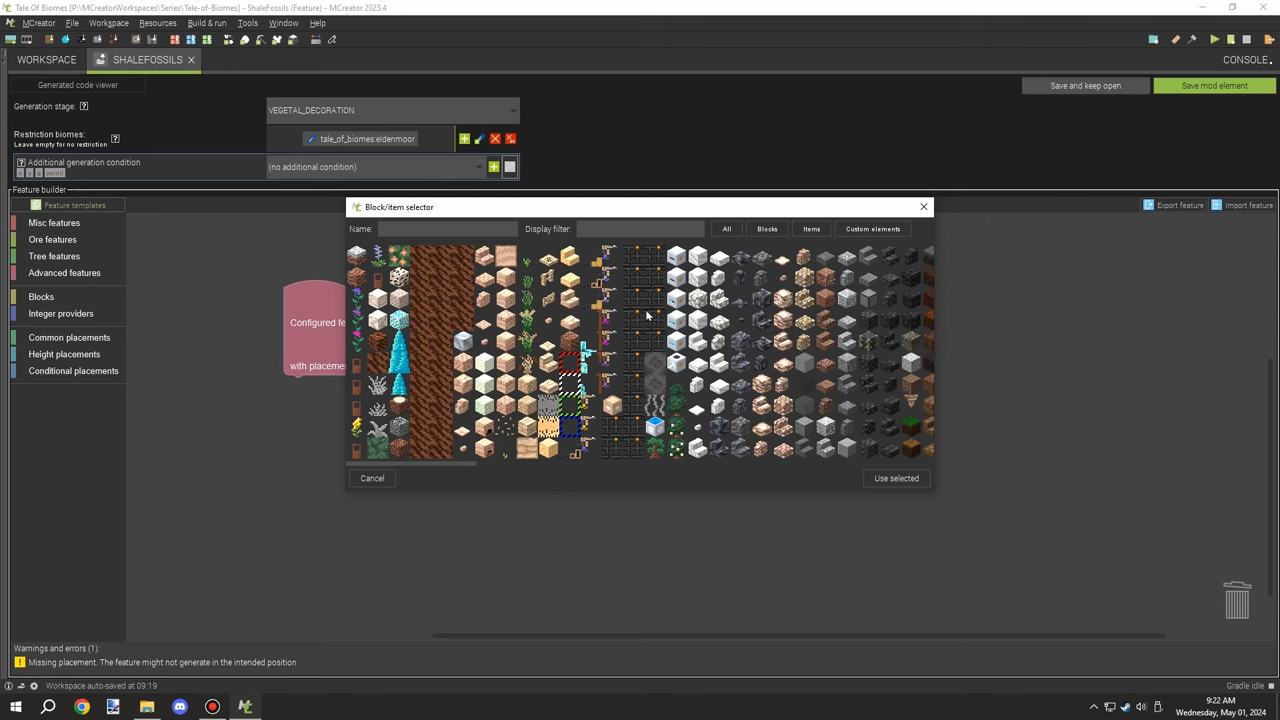 Tale Of Biomes [P:\MCreatorWorkspaces\Series\Tale-of-Biomes] - ShaleFossils (Feature) - MCreator 2023.4
MCreator File Workspace Resources Build & run Tools Window Help
WORKSPACE SHALEFOSSILS CONSOLE
Generated code viewer Save and keep open Save mod element
Generation stage: ? VEGETAL_DECORATION
Restriction biomes:
Leave empty for no restriction ? tale_of_biomes:eldenmoor
? Additional generation condition (no additional condition)
x y z world
Feature builder
Feature templates Export feature Import feature
Misc features
Ore features
Tree features
Advanced features
Blocks
Integer providers
Common placements
Height placements
Conditional placements
Configured fe
with placemen
Block/item selector
Name: Display filter: All Blocks Items Custom elements
Cancel Use selected
Warnings and errors (1):
Missing placement. The feature might not generate in the intended position
Workspace auto-saved at 09:19 Gradle idle
9:22 AM
Wednesday, May 01, 2024